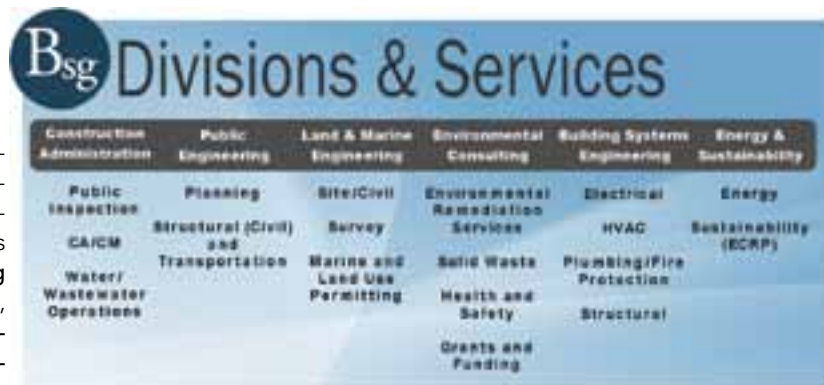 Bsg Divisions & Services
Construction Administration
Public Engineering
Land & Marine Engineering
Environmental Consulting
Building Systems Engineering
Energy & Sustainability
Public
Inspection
CA/CM
Water/
Wastewater
Operations
Planning
Structural (Civil)
and
Transportation
Site/Civil
Survey
Marine and
Land Use
Permitting
Environmental
Remediation
Services
Solid Waste
Health and
Safety
Grants and
Funding
Electrical
HVAC
Plumbing/Fire
Protection
Structural
Energy
Sustainability
(ECRP)
s
g
,